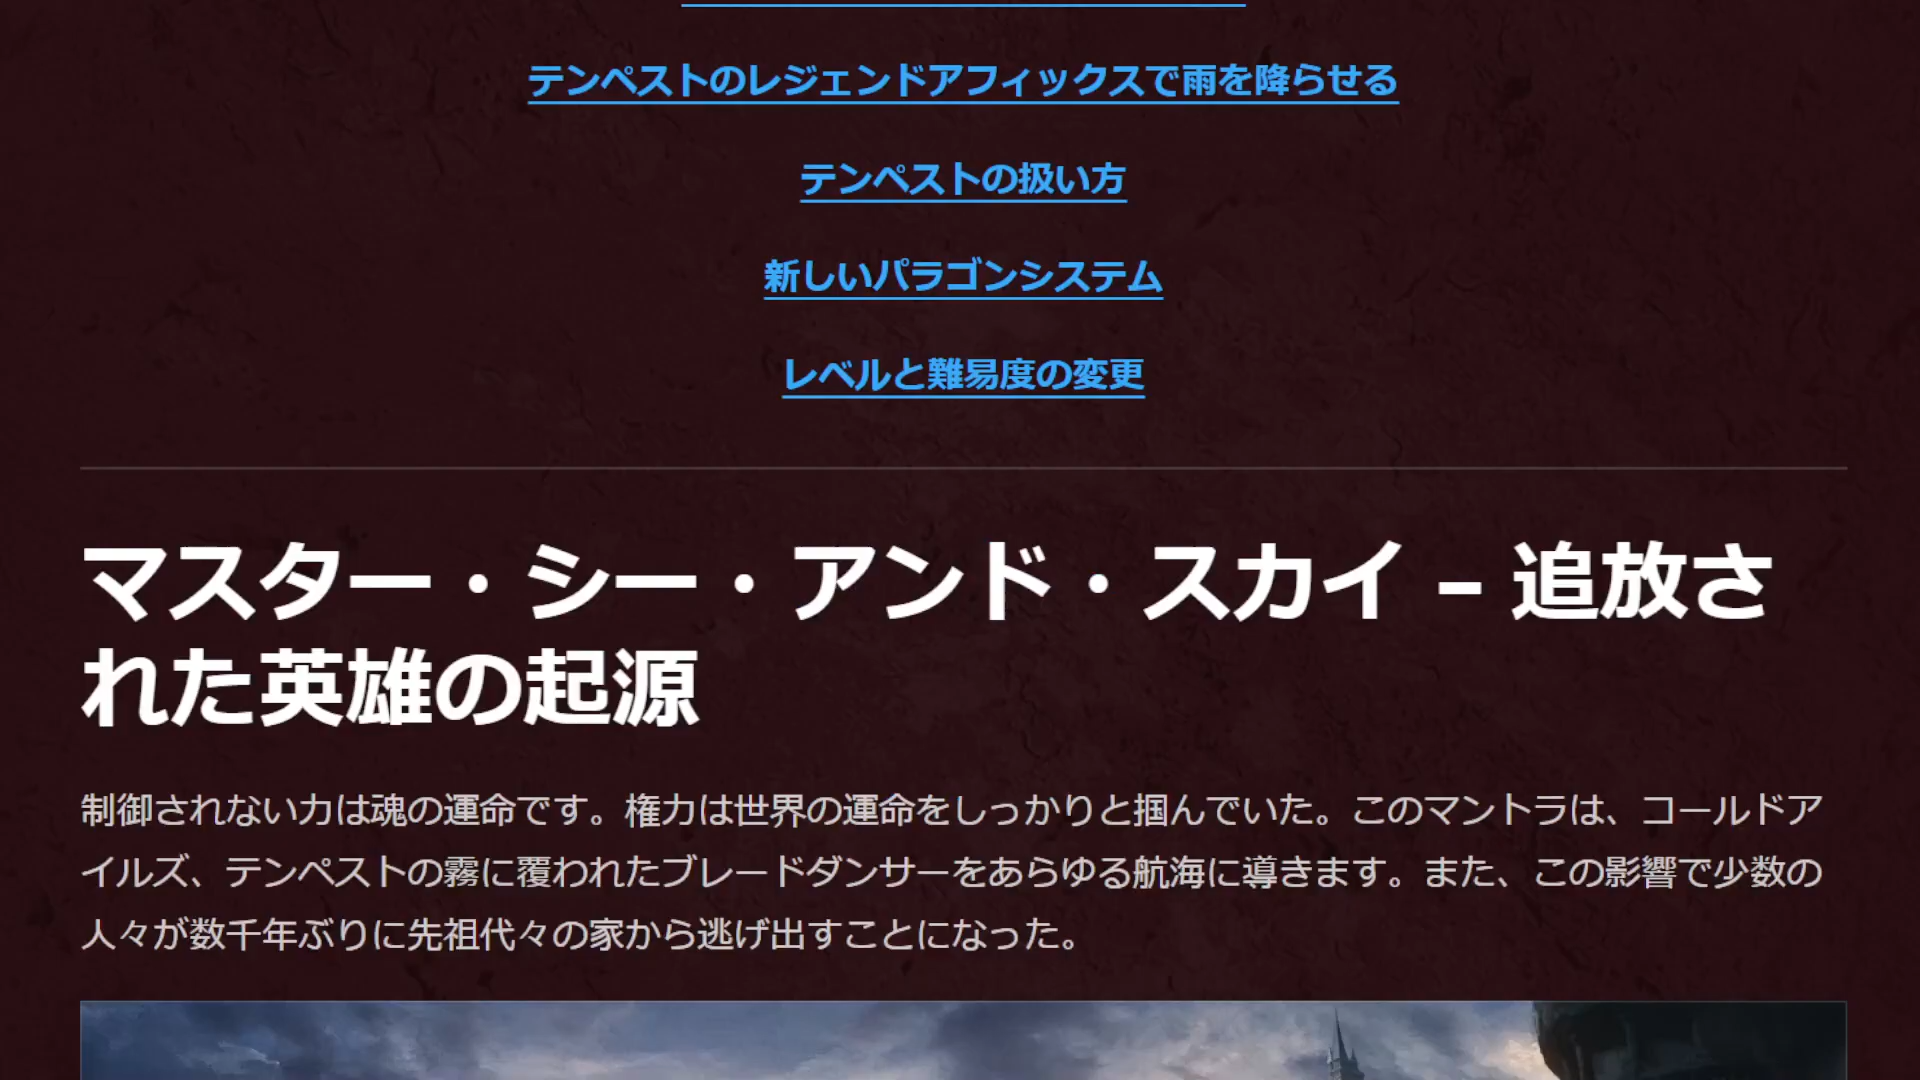 テンペストのレジェンドアフィックスで雨を降らせる
テンペストの扱い方
新しいパラゴンシステム
レベルと難易度の変更
マスター・シー・アンド・スカイ – 追放さ
れた英雄の起源
制御されない力は魂の運命です。権力は世界の運命をしっかりと掴んでいた。このマントラは、コールドア
イルズ、テンペストの霧に覆われたブレードダンサーをあらゆる航海に導きます。また、この影響で少数の
人々が数千年ぶりに先祖代々の家から逃げ出すことになった。